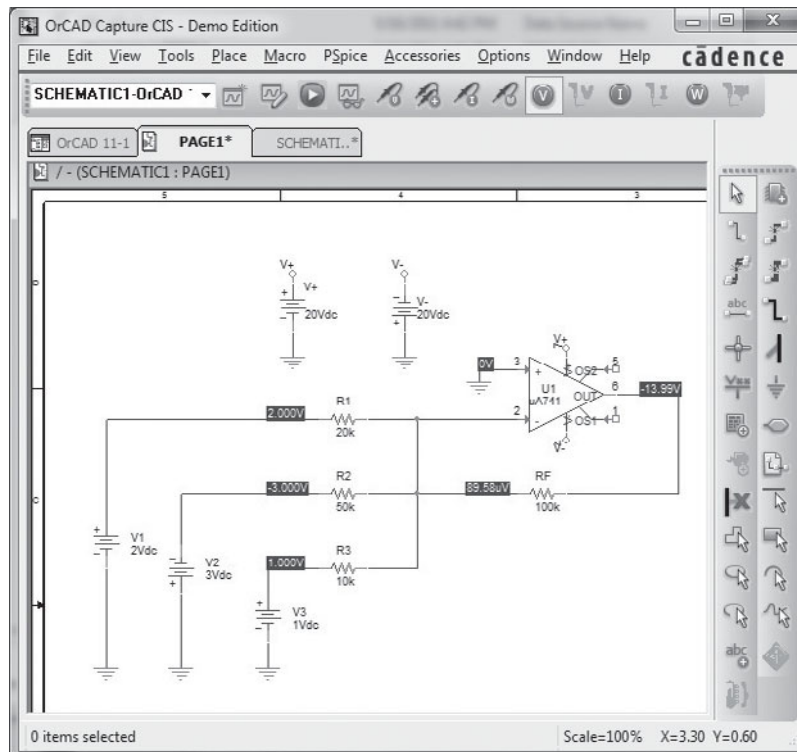 OrCAD Capture CIS - Demo Edition
File Edit View Tools Place Macro PSpice Accessories Options Window Help cādence
SCHEMATIC1-OrCAD
OrCAD 11-1 PAGE1* SCHEMATI..*
/ - (SCHEMATIC1 : PAGE1)
5 4 3
V+ V-
+ V+ - V-
- 20Vdc + 20Vdc
V+
0V 3 + OS2 5
U1 6 -13.99V
uA741 OUT
2 - OS1 1
V-
2.000V R1
20k
-3.000V R2 89.58uV RF
50k 100k
1.000V R3
10k
+ V1
- 2Vdc
- V2
+ 3Vdc
+ V3
- 1Vdc
D
C
abc
abc
0 items selected Scale=100% X=3.30 Y=0.60